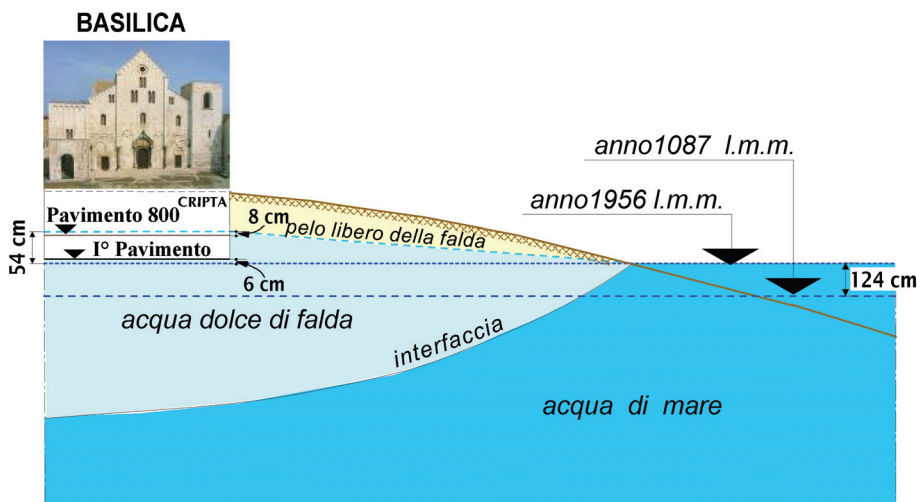 BASILICA
anno1087 l.m.m.
anno1956 l.m.m.
CRIPTA
Pavimento 800
8 cm
pelo libero della falda
54 cm
I° Pavimento
6 cm
124 cm
acqua dolce di falda
interfaccia
acqua di mare